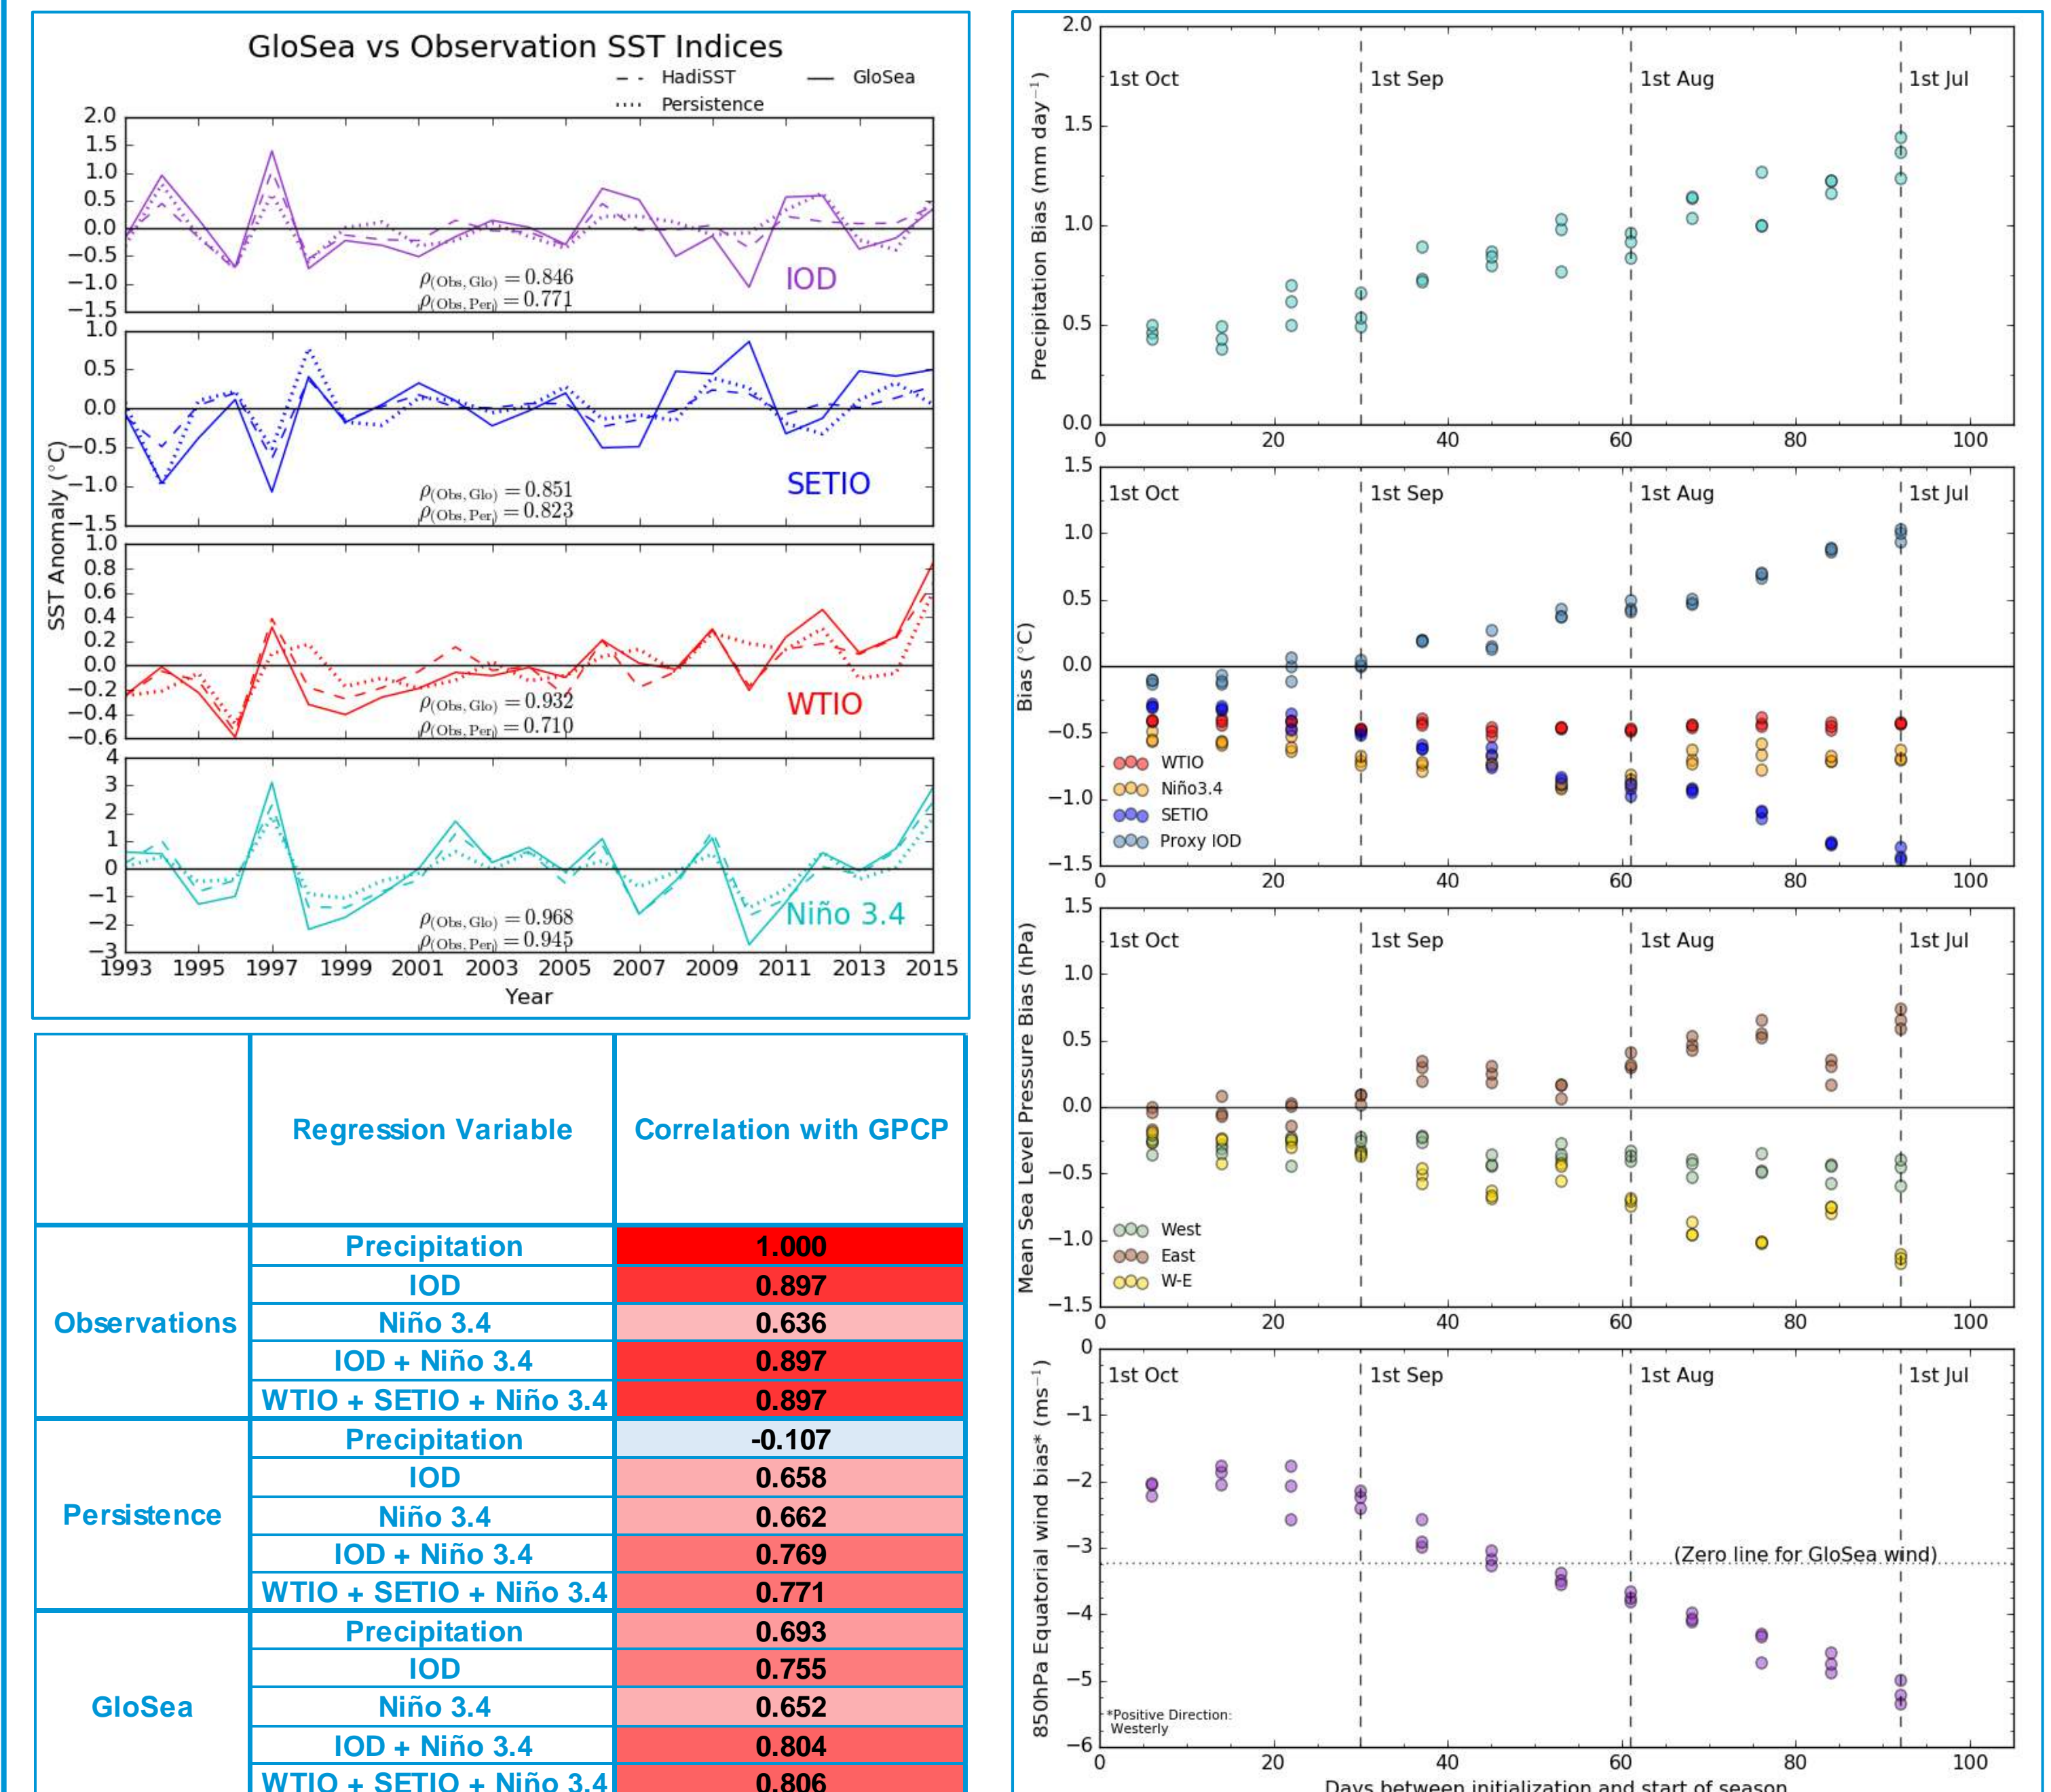 GloSea vs Observation SST Indices
HadiSST
GloSea
Persistence
2.0
1.5
1.0
0.5
0.0
−0.5
−1.0
−1.5
ρ(Obs, Glo) = 0.846
ρ(Obs, Per) = 0.771
IOD
1.0
0.5
0.0
−0.5
−1.0
−1.5
ρ(Obs, Glo) = 0.851
ρ(Obs, Per) = 0.823
SETIO
SST Anomaly (°C)
1.0
0.8
0.6
0.4
0.2
0.0
−0.2
−0.4
−0.6
ρ(Obs, Glo) = 0.932
ρ(Obs, Per) = 0.710
WTIO
4
3
2
1
0
−1
−2
−3
ρ(Obs, Glo) = 0.968
ρ(Obs, Per) = 0.945
Niño 3.4
1993 1995 1997 1999 2001 2003 2005 2007 2009 2011 2013 2015
Year
Regression Variable
Correlation with GPCP
Observations
Precipitation 1.000
IOD 0.897
Niño 3.4 0.636
IOD + Niño 3.4 0.897
WTIO + SETIO + Niño 3.4 0.897
Persistence
Precipitation -0.107
IOD 0.658
Niño 3.4 0.662
IOD + Niño 3.4 0.769
WTIO + SETIO + Niño 3.4 0.771
GloSea
Precipitation 0.693
IOD 0.755
Niño 3.4 0.652
IOD + Niño 3.4 0.804
WTIO + SETIO + Niño 3.4 0.806
Precipitation Bias (mm day⁻¹)
2.0
1.5
1.0
0.5
0.0
1st Oct 1st Sep 1st Aug 1st Jul
0 20 40 60 80 100
Bias (°C)
1.5
1.0
0.5
0.0
−0.5
−1.0
−1.5
1st Oct 1st Sep 1st Aug 1st Jul
WTIO
Niño3.4
SETIO
Proxy IOD
0 20 40 60 80 100
Mean Sea Level Pressure Bias (hPa)
1.5
1.0
0.5
0.0
−0.5
−1.0
−1.5
1st Oct 1st Sep 1st Aug 1st Jul
West
East
W-E
0 20 40 60 80 100
850hPa Equatorial wind bias* (ms⁻¹)
0
−1
−2
−3
−4
−5
−6
1st Oct 1st Sep 1st Aug 1st Jul
(Zero line for GloSea wind)
*Positive Direction:
Westerly
0 20 40 60 80 100
Days between initialization and start of season